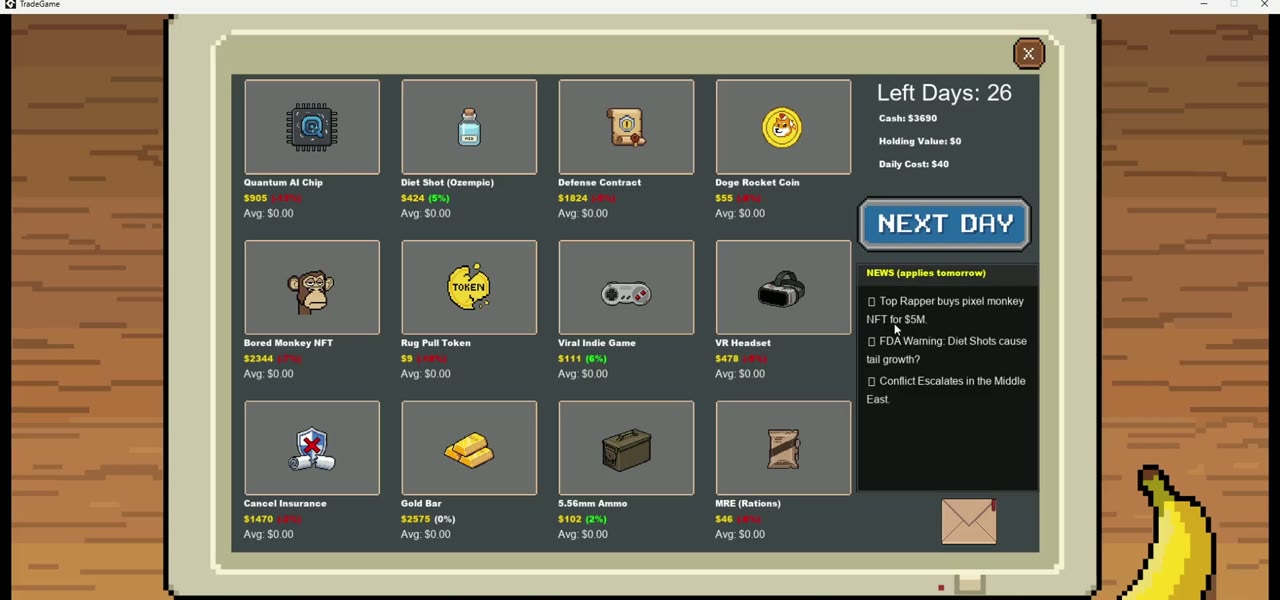 TradeGame
Left Days: 26
Cash: $3690
Holding Value: $0
Daily Cost: $40
Quantum AI Chip
$905
Avg: $0.00
Diet Shot (Ozempic)
$424 (5%)
Avg: $0.00
Defense Contract
$1824
Avg: $0.00
Doge Rocket Coin
$55
Avg: $0.00
NEXT DAY
Bored Monkey NFT
$2344
Avg: $0.00
TOKEN
Rug Pull Token
$9
Avg: $0.00
Viral Indie Game
$111 (6%)
Avg: $0.00
VR Headset
$478
Avg: $0.00
NEWS (applies tomorrow)
Top Rapper buys pixel monkey
NFT for $5M.
FDA Warning: Diet Shots cause
tail growth?
Conflict Escalates in the Middle
East.
Cancel Insurance
$1470
Avg: $0.00
Gold Bar
$2575 (0%)
Avg: $0.00
5.56mm Ammo
$102 (2%)
Avg: $0.00
MRE (Rations)
$46
Avg: $0.00